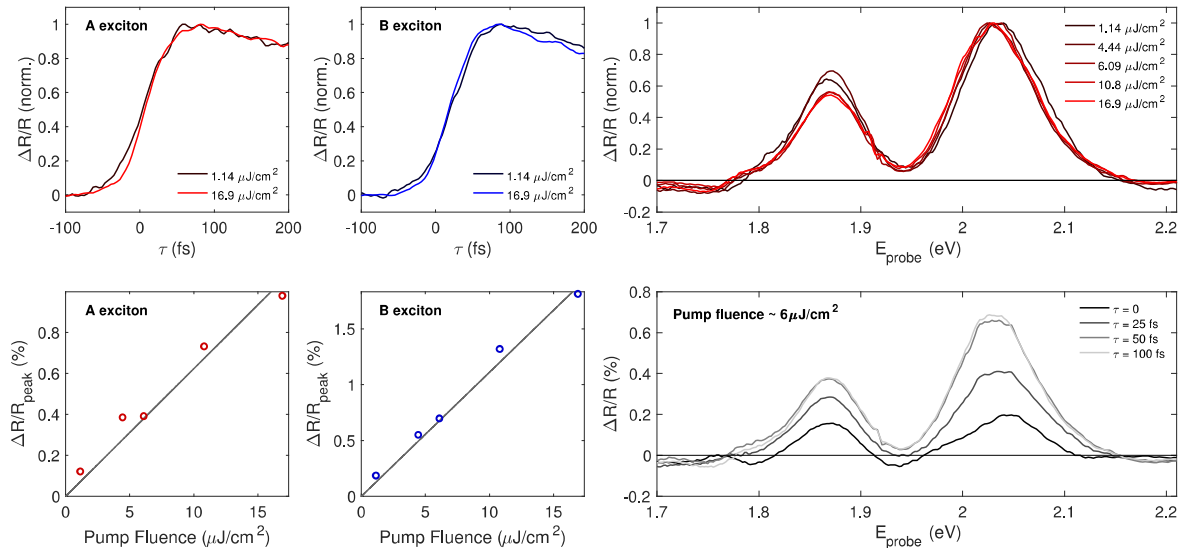 A exciton
ΔR/R (norm.)
1
0.8
0.6
0.4
0.2
0
-100
0
100
200
τ (fs)
1.14 μJ/cm²
16.9 μJ/cm²
B exciton
ΔR/R (norm.)
1
0.8
0.6
0.4
0.2
0
-100
0
100
200
τ (fs)
1.14 μJ/cm²
16.9 μJ/cm²
ΔR/R (norm.)
1
0.8
0.6
0.4
0.2
0
-0.2
1.7
1.8
1.9
2
2.1
2.2
E_probe (eV)
1.14 μJ/cm²
4.44 μJ/cm²
6.09 μJ/cm²
10.8 μJ/cm²
16.9 μJ/cm²
A exciton
ΔR/R_peak (%)
0.8
0.6
0.4
0.2
0
0
5
10
15
Pump Fluence (μJ/cm²)
B exciton
ΔR/R_peak (%)
1.5
1
0.5
0
0
5
10
15
Pump Fluence (μJ/cm²)
Pump fluence ~ 6μJ/cm²
ΔR/R (%)
0.8
0.6
0.4
0.2
0
-0.2
1.7
1.8
1.9
2
2.1
2.2
E_probe (eV)
τ = 0
τ = 25 fs
τ = 50 fs
τ = 100 fs